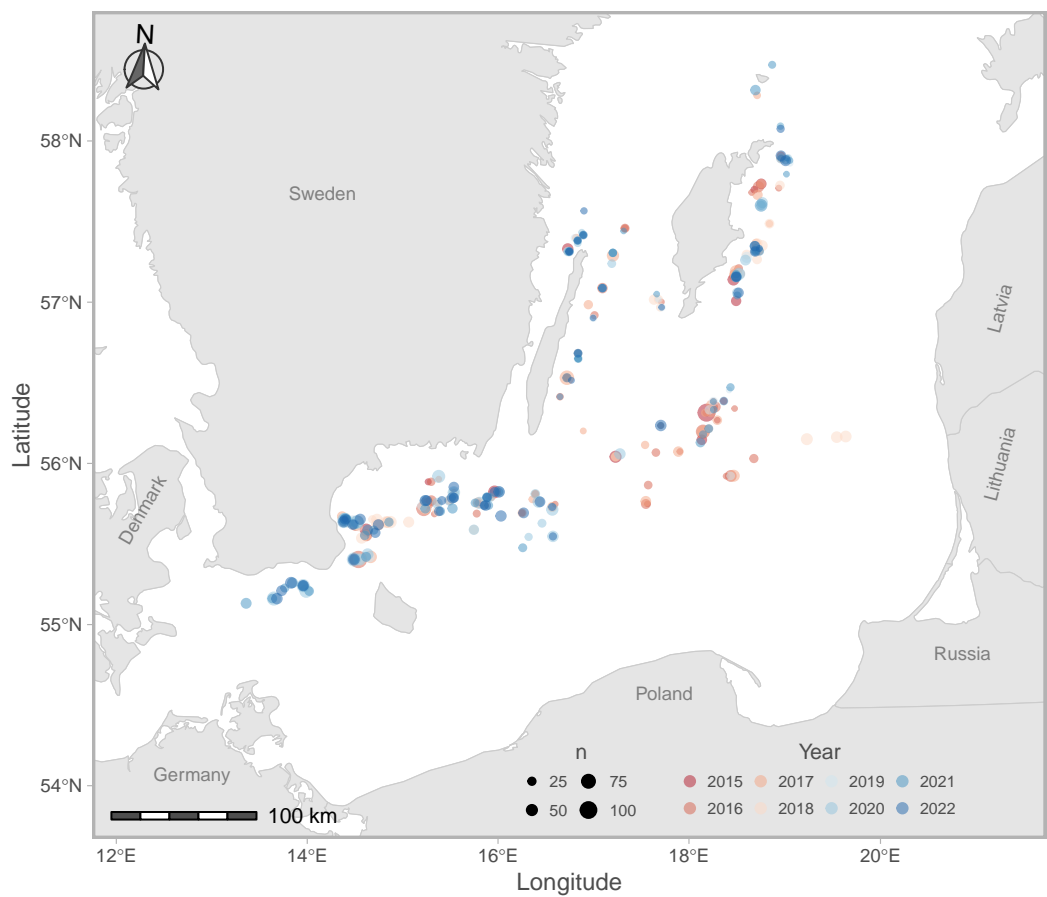 N
58°N
Sweden
57°N
Latvia
Latitude
56°N
Lithuania
Denmark
55°N
Russia
Poland
n
Year
Germany
25
75
2015
2017
2019
2021
54°N
50
100
2016
2018
2020
2022
100 km
12°E
14°E
16°E
18°E
20°E
Longitude